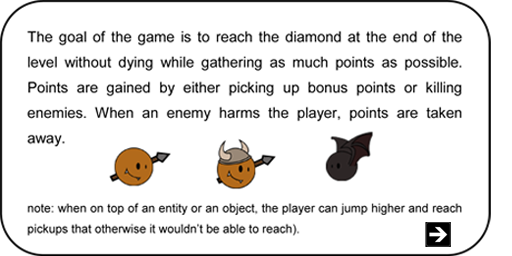 The goal of the game is to reach the diamond at the end of the
level without dying while gathering as much points as possible.
Points are gained by either picking up bonus points or killing
enemies. When an enemy harms the player, points are taken
away.
note: when on top of an entity or an object, the player can jump higher and reach
pickups that otherwise it wouldn't be able to reach).